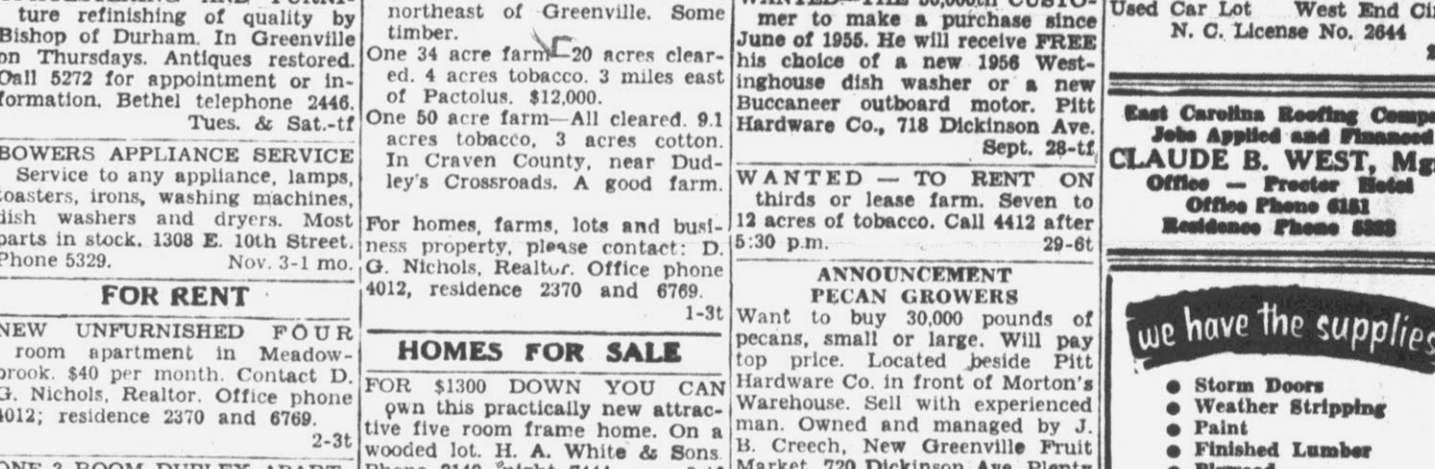 ture refinishing of quality by
Bishop of Durham. In Greenville
on Thursdays. Antiques restored.
Call 5272 for appointment or in-
formation. Bethel telephone 2446.
Tues. & Sat.-tf
BOWERS APPLIANCE SERVICE
Service to any appliance, lamps,
toasters, irons, washing machines,
dish washers and dryers. Most
parts in stock. 1308 E. 10th Street.
Phone 5329. Nov. 3-1 mo.
FOR RENT
NEW UNFURNISHED FOUR
room apartment in Meadow-
brook. $40 per month. Contact D.
G. Nichols, Realtor. Office phone
4012; residence 2370 and 6769.
2-3t
northeast of Greenville. Some
timber.
One 34 acre farm—20 acres clear-
ed. 4 acres tobacco. 3 miles east
of Pactolus. $12,000.
One 50 acre farm—All cleared. 9.1
acres tobacco, 3 acres cotton.
In Craven County, near Dud-
ley's Crossroads. A good farm.
For homes, farms, lots and busi-
ness property, please contact: D.
G. Nichols, Realtor. Office phone
4012, residence 2370 and 6769.
1-3t
HOMES FOR SALE
FOR $1300 DOWN YOU CAN
own this practically new attrac-
tive five room frame home. On a
wooded lot. H. A. White & Sons.
WANTED—THE 50,000th CUSTO-
mer to make a purchase since
June of 1955. He will receive FREE
his choice of a new 1956 West-
inghouse dish washer or a new
Buccaneer outboard motor. Pitt
Hardware Co., 718 Dickinson Ave.
Sept. 28-tf
WANTED — TO RENT ON
thirds or lease farm. Seven to
12 acres of tobacco. Call 4412 after
5:30 p.m. 29-6t
ANNOUNCEMENT
PECAN GROWERS
Want to buy 30,000 pounds of
pecans, small or large. Will pay
top price. Located beside Pitt
Hardware Co. in front of Morton's
Warehouse. Sell with experienced
man. Owned and managed by J.
B. Creech, New Greenville Fruit
Market, 720 Dickinson Ave. Plenty
Used Car Lot West End Ci
N. C. License No. 2644
East Carolina Roofing Compa
Jobs Applied and Financed
CLAUDE B. WEST, Mg
Office — Proctor Hotel
Office Phone 6181
Residence Phone
we have the supplies
● Storm Doors
● Weather Stripping
● Paint
● Finished Lumber